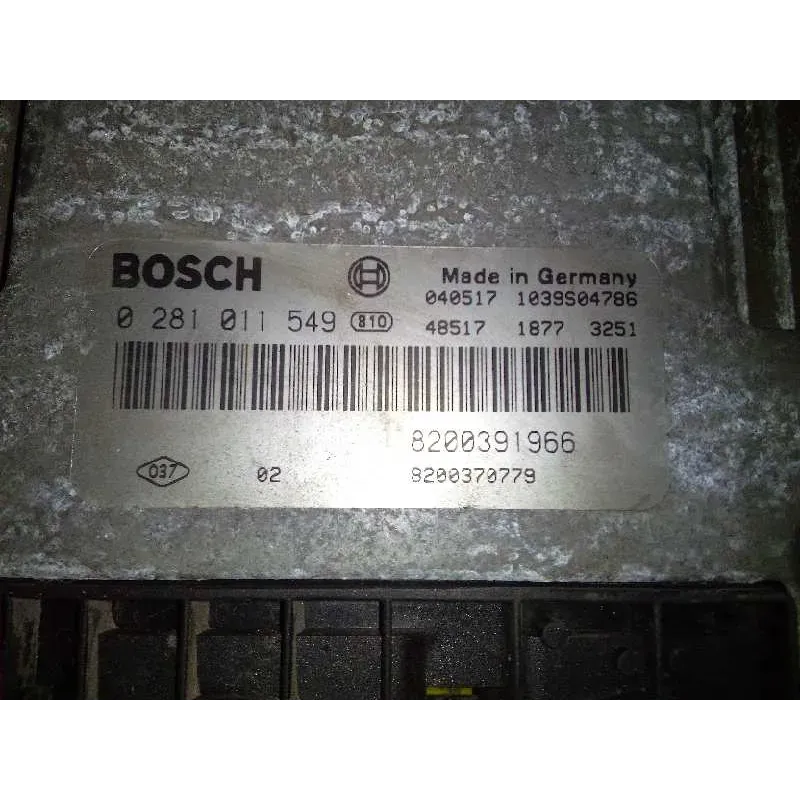 BOSCH Made in Germany
040517 1039S04786
0 281 011 549 810
48517 1877 3251
8200391966
037 02 8200370779